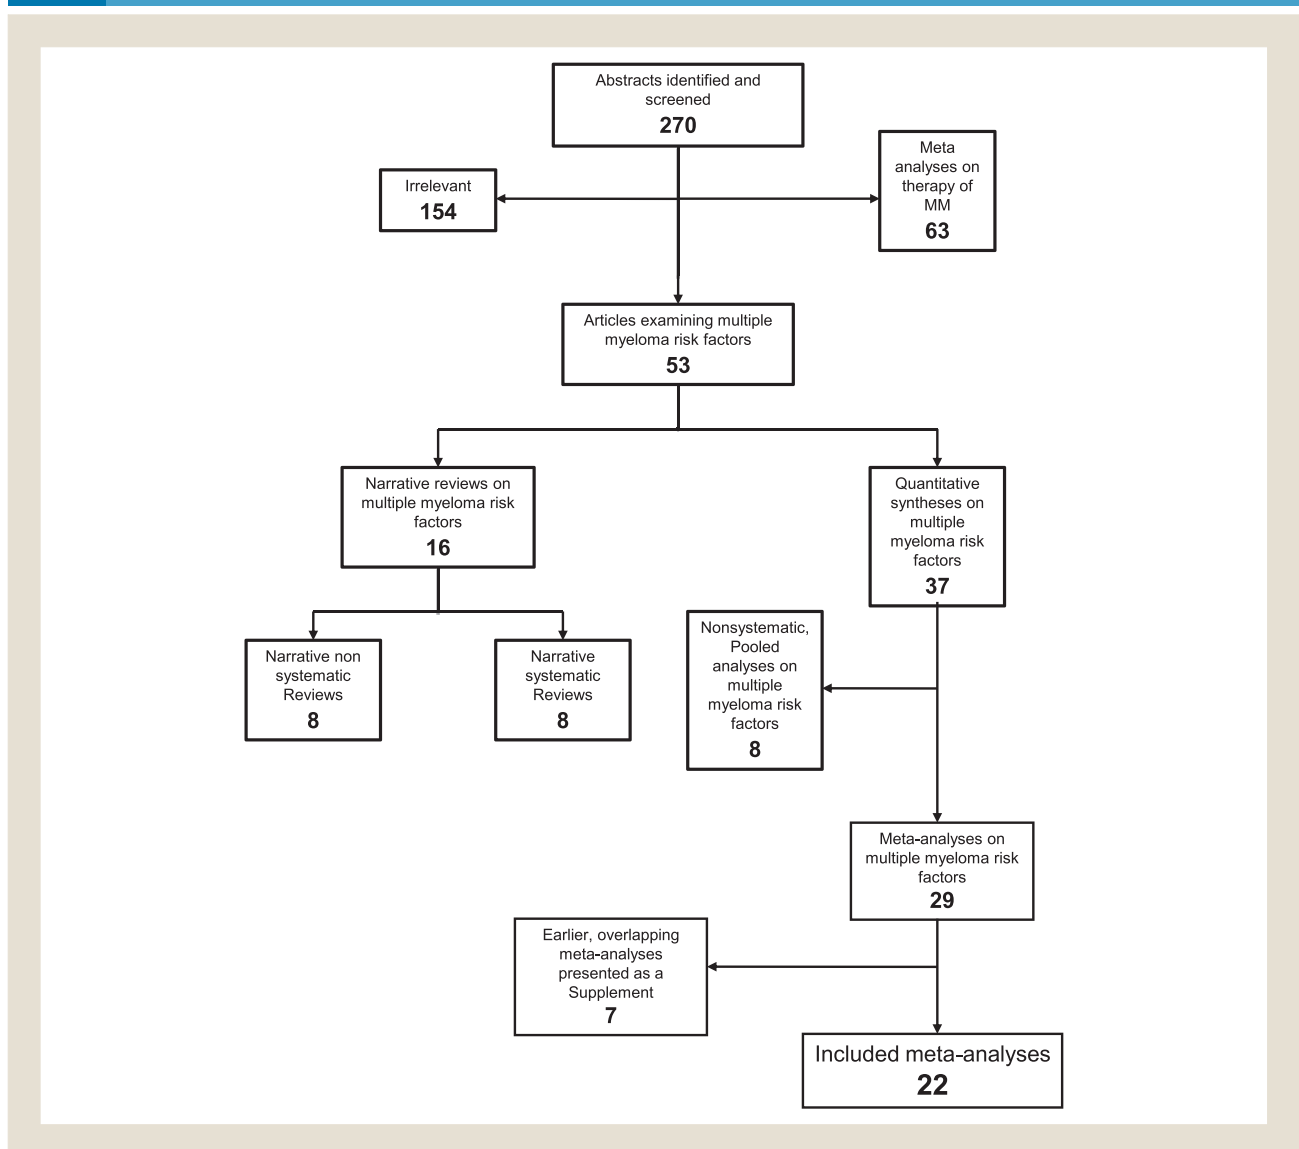 Abstracts identified and
screened
270
Irrelevant
154
Meta
analyses on
therapy of
MM
63
Articles examining multiple
myeloma risk factors
53
Narrative reviews on
multiple myeloma risk
factors
16
Quantitative
syntheses on
multiple
myeloma risk
factors
37
Narrative non
systematic
Reviews
8
Narrative
systematic
Reviews
8
Nonsystematic,
Pooled
analyses on
multiple
myeloma risk
factors
8
Meta-analyses on
multiple myeloma risk
factors
29
Earlier, overlapping
meta-analyses
presented as a
Supplement
7
Included meta-analyses
22